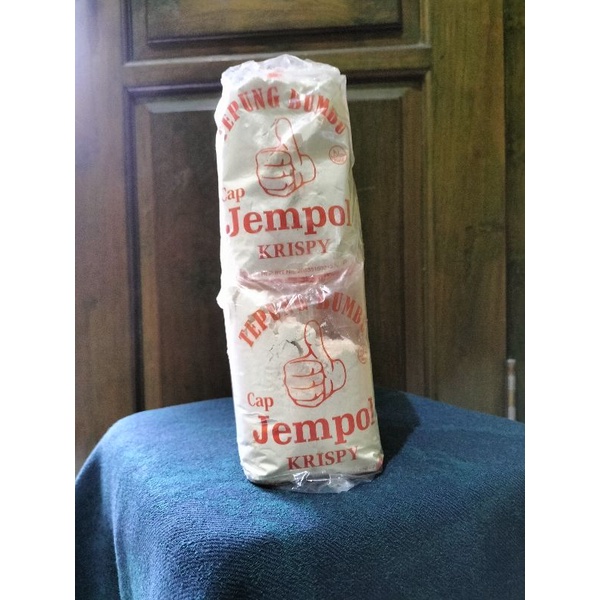 TEPUNG BUMBU
Cap
Jempol
KRISPY
TEPUNG BUMBU
Cap
Jempol
KRISPY